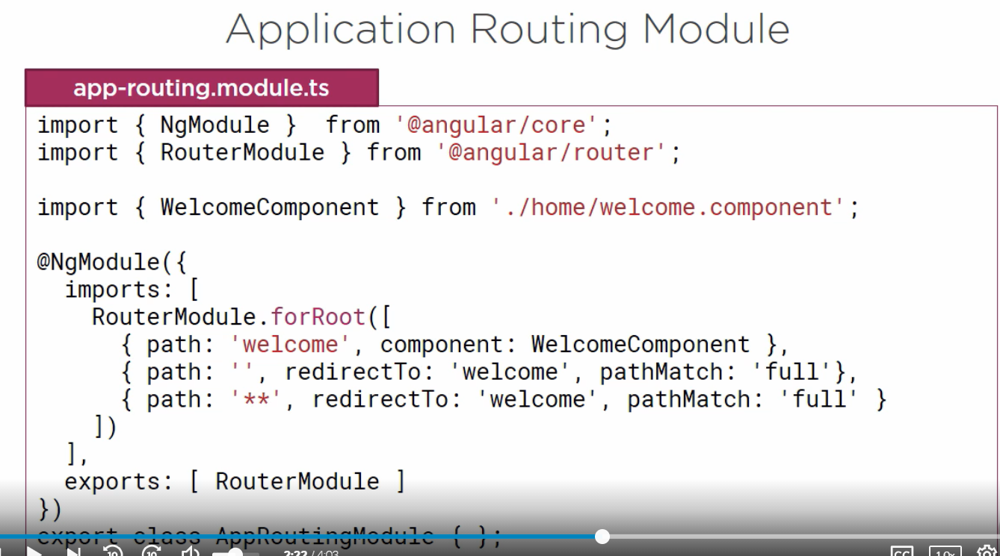 Application Routing Module
app-routing.module.ts
import { NgModule }  from '@angular/core';
import { RouterModule } from '@angular/router';
import { WelcomeComponent } from './home/welcome.component';
@NgModule({
  imports: [
    RouterModule.forRoot([
      { path: 'welcome', component: WelcomeComponent },
      { path: '', redirectTo: 'welcome', pathMatch: 'full'},
      { path: '**', redirectTo: 'welcome', pathMatch: 'full' }
    ])
  ],
  exports: [ RouterModule ]
})
export class AppRoutingModule { };
10 10 2:22 / 4:03 CC 1.0x